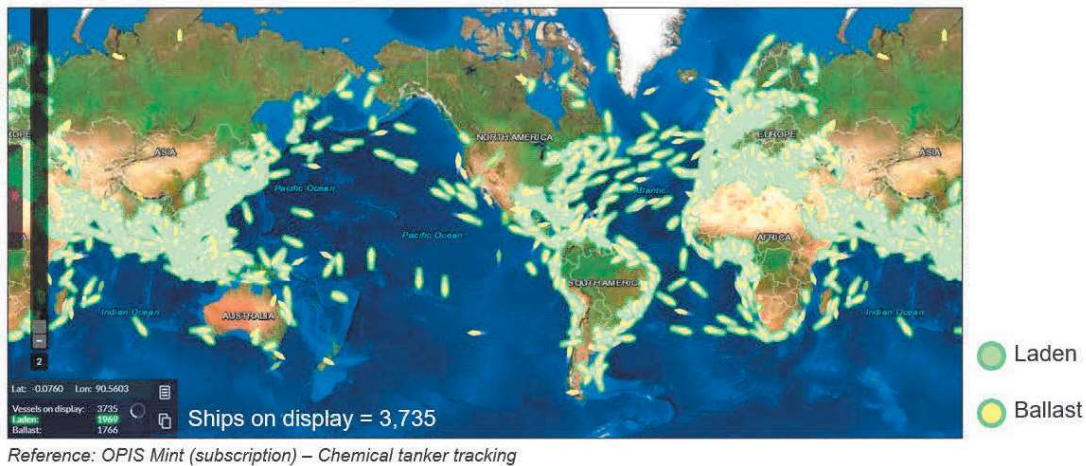 ASIA
NORTH AMERICA
EUROPE
ASIA
Pacific Ocean
Atlantic
Pacific Ocean
AFRICA
SOUTH AMERICA
Indian Ocean
AUSTRALIA
Indian Ocean
2
Lat: -0.0760 Lon: 90.5603
Vessels on display: 3735
Laden: 1969
Ballast: 1766
Ships on display = 3,735
Laden
Ballast
Reference: OPIS Mint (subscription) – Chemical tanker tracking